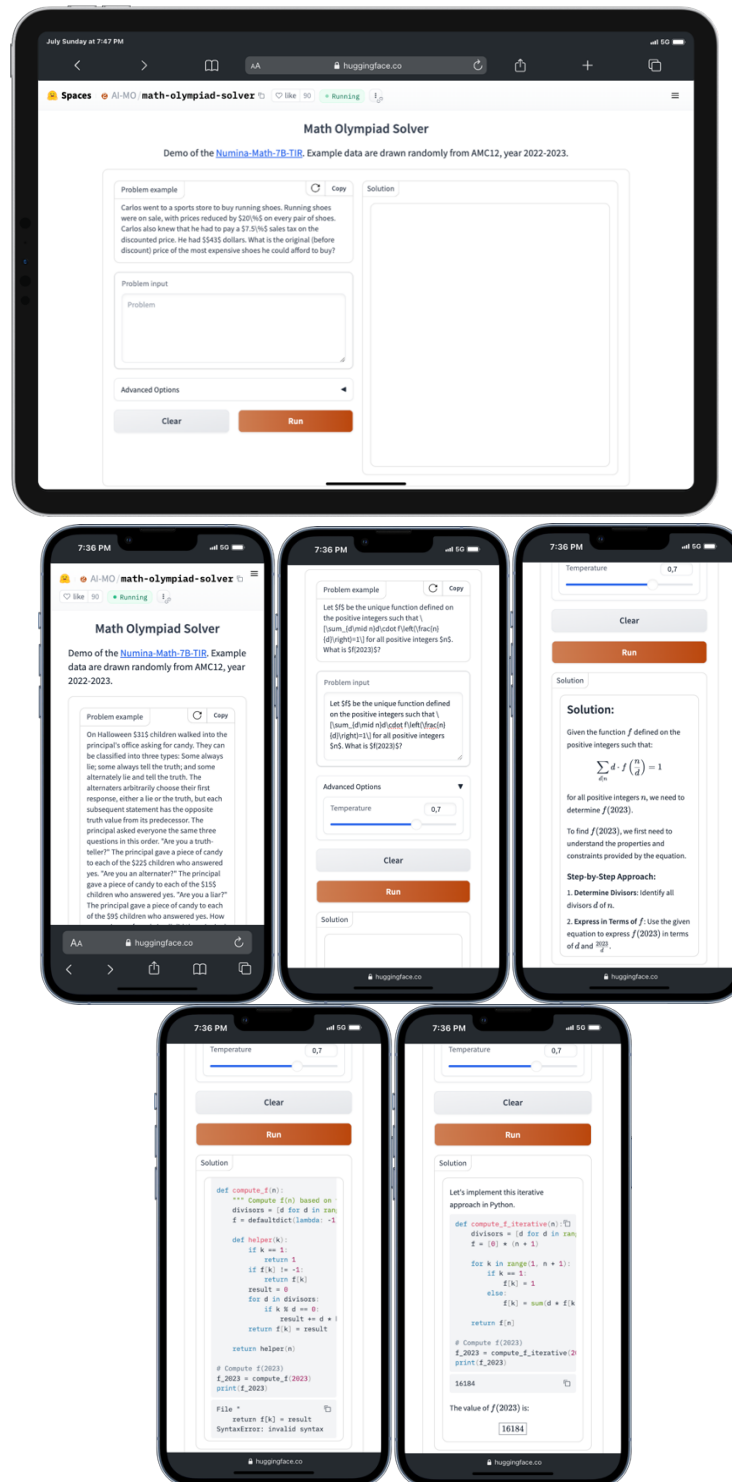 July Sunday at 7:47 PM
5G
AA
huggingface.co
Spaces
AI-MO/math-olympiad-solver
like 90
Running
Math Olympiad Solver
Demo of the Numina-Math-7B-TIR. Example data are drawn randomly from AMC12, year 2022-2023.
Problem example
Copy
Carlos went to a sports store to buy running shoes. Running shoes
were on sale, with prices reduced by $20\%$ on every pair of shoes.
Carlos also knew that he had to pay a $7.5\%$ sales tax on the
discounted price. He had $$43$ dollars. What is the original (before
discount) price of the most expensive shoes he could afford to buy?
Problem input
Problem
Advanced Options
Clear
Run
Solution
7:36 PM
5G
AI-MO/math-olympiad-solver
like 90
Running
Math Olympiad Solver
Demo of the Numina-Math-7B-TIR. Example
data are drawn randomly from AMC12, year
2022-2023.
Problem example
Copy
On Halloween $31$ children walked into the
principal's office asking for candy. They can
be classified into three types: Some always
lie; some always tell the truth; and some
alternately lie and tell the truth. The
alternaters arbitrarily choose their first
response, either a lie or the truth, but each
subsequent statement has the opposite
truth value from its predecessor. The
principal asked everyone the same three
questions in this order. "Are you a truth-
teller?" The principal gave a piece of candy
to each of the $22$ children who answered
yes. "Are you an alternater?" The principal
gave a piece of candy to each of the $15$
children who answered yes. "Are you a liar?"
The principal gave a piece of candy to each
of the $9$ children who answered yes. How
AA
huggingface.co
7:36 PM
5G
Problem example
Copy
Let $f$ be the unique function defined on
the positive integers such that \
[\sum_{d\mid n}d\cdot f\left(\frac{n}
{d}\right)=1\] for all positive integers $n$.
What is $f(2023)$?
Problem input
Let $f$ be the unique function defined
on the positive integers such that \
[\sum_{d\mid n}d\cdot f\left(\frac{n}
{d}\right)=1\] for all positive integers
$n$. What is $f(2023)$?
Advanced Options
Temperature
0,7
Clear
Run
Solution
huggingface.co
7:36 PM
5G
Temperature
0,7
Clear
Run
Solution
Solution:
Given the function f defined on the
positive integers such that:
∑d|n d · f (n/d) = 1
for all positive integers n, we need to
determine f(2023).
To find f(2023), we first need to
understand the properties and
constraints provided by the equation.
Step-by-Step Approach:
1. Determine Divisors: Identify all
divisors d of n.
2. Express in Terms of f: Use the given
equation to express f(2023) in terms
of d and 2023/d.
huggingface.co
7:36 PM
5G
Temperature
0,7
Clear
Run
Solution
def compute_f(n):
""" Compute f(n) based on
divisors = [d for d in ran
f = defaultdict(lambda: -1
def helper(k):
if k == 1:
return 1
if f[k] != -1:
return f[k]
result = 0
for d in divisors:
if k % d == 0:
result += d *
return f[k] = result
return helper(n)
# Compute f(2023)
f_2023 = compute_f(2023)
print(f_2023)
File "
return f[k] = result
SyntaxError: invalid syntax
huggingface.co
7:36 PM
5G
Temperature
0,7
Clear
Run
Solution
Let's implement this iterative
approach in Python.
def compute_f_iterative(n):
divisors = [d for d in ran
f = [0] * (n + 1)
for k in range(1, n + 1):
if k == 1:
f[k] = 1
else:
f[k] = sum(d * f[k
return f[n]
# Compute f(2023)
f_2023 = compute_f_iterative(20
print(f_2023)
16184
The value of f(2023) is:
16184
huggingface.co